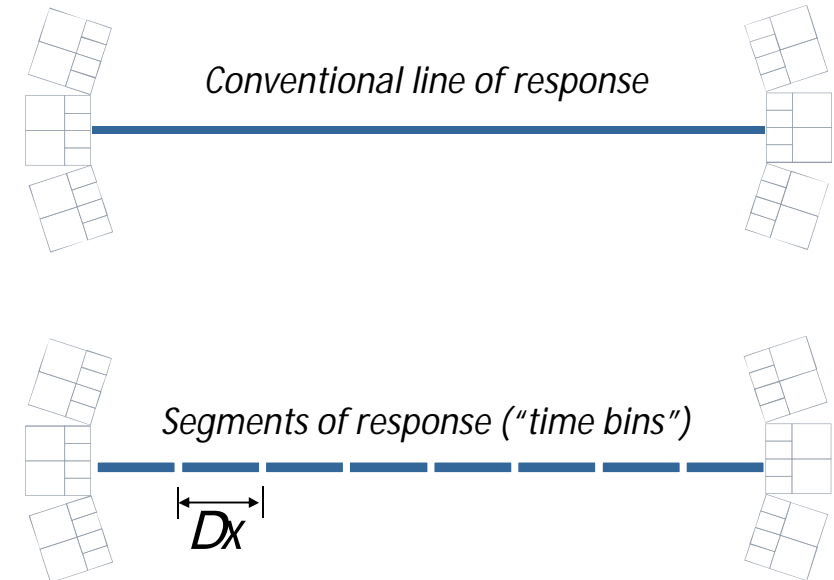 Conventional line of response
Segments of response ("time bins")
Dx